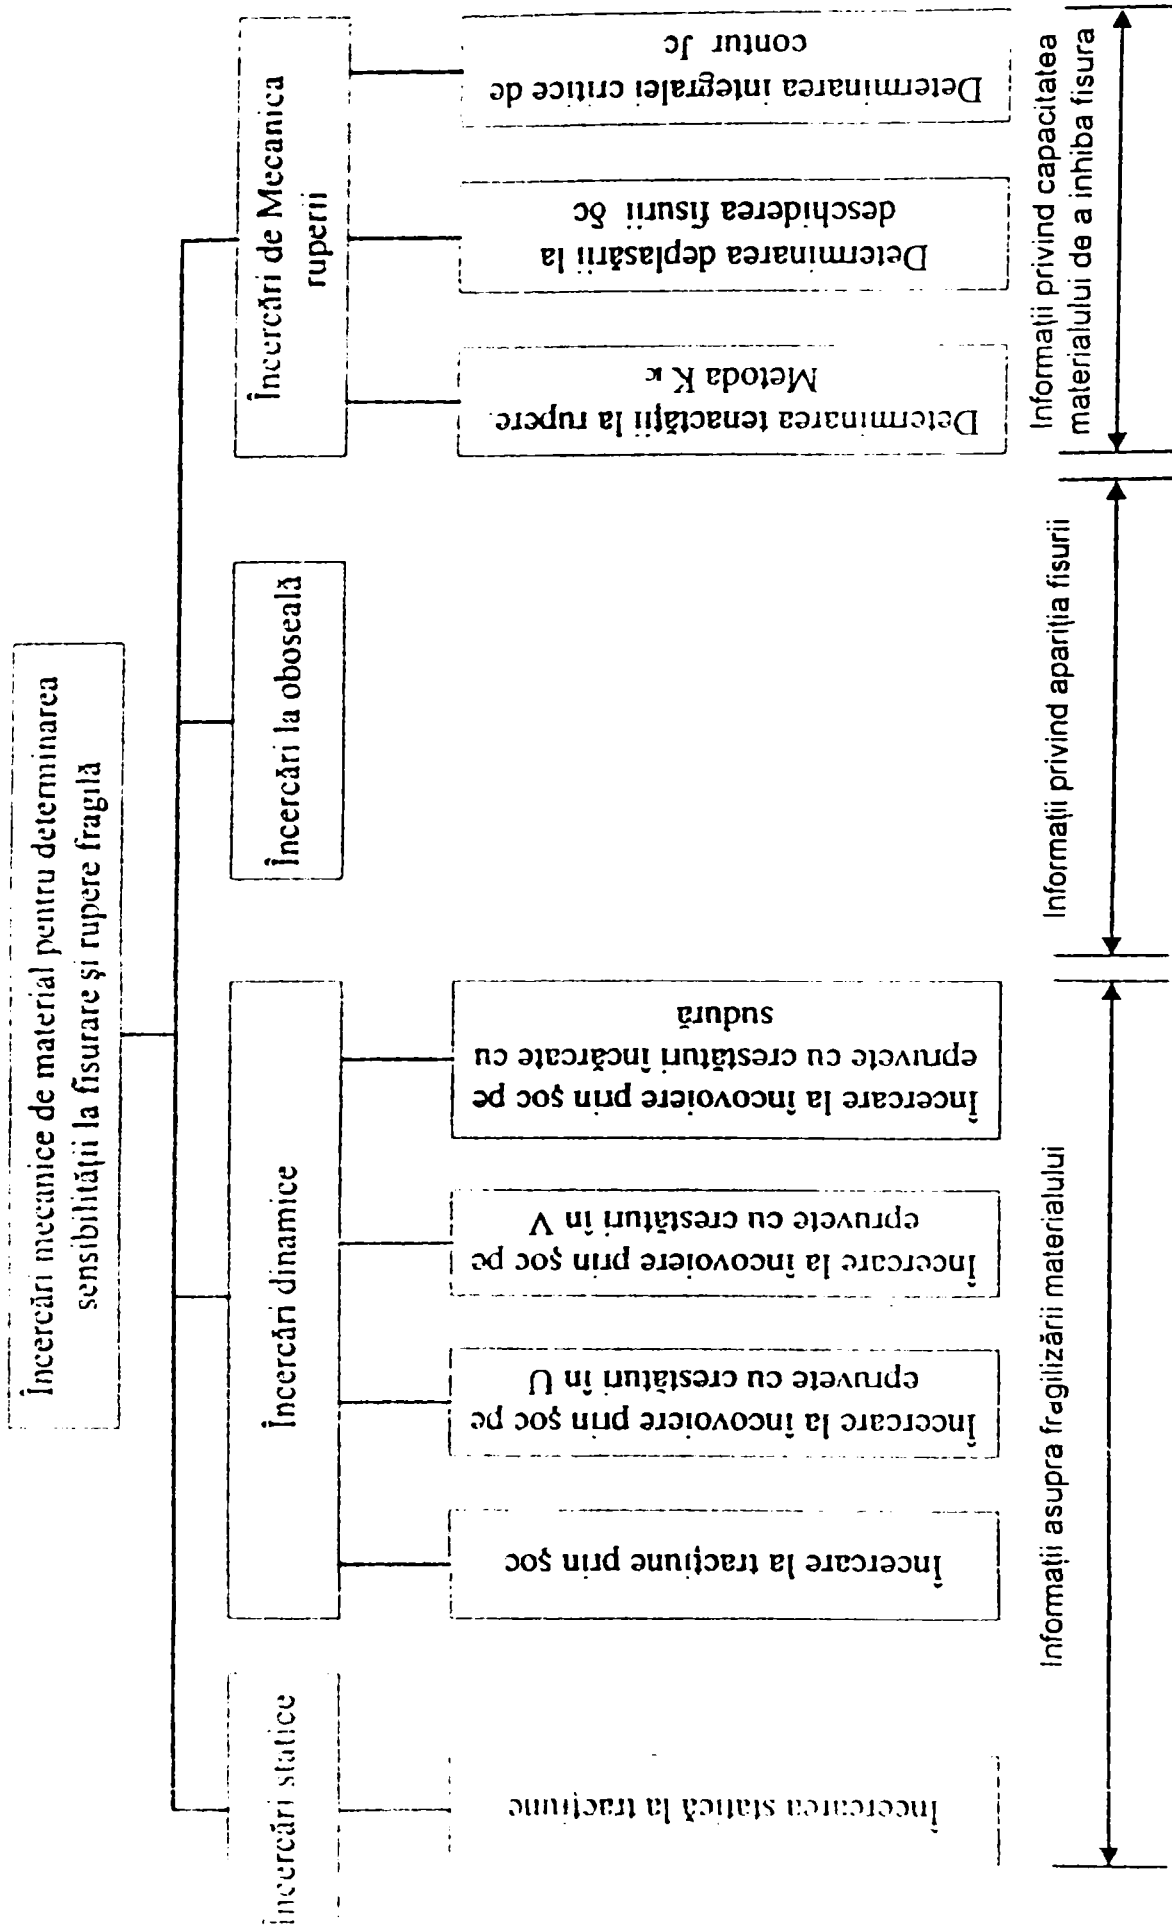 Încercări mecanice de material pentru determinarea
sensibilității la fisurare și rupere fragilă
Încercări statice
Încercări dinamice
Încercări la oboseală
Încercări de Mecanica
ruperii
Încercarea statică la tracțiune
Încercare la tracțiune prin șoc
Încercare la încovoiere prin șoc pe
epruvete cu crestături în U
Încercare la încovoiere prin șoc pe
epruvete cu crestături în V
Încercare la încovoiere prin șoc pe
epruvete cu crestături încărcate cu
sudură
Determinarea tenactății la rupere.
Metoda K
Determinarea deplasării la
deschiderea fisurii δc
Determinarea integralei critice de
contur Jc
Informații asupra fragilizării materialului
Informații privind apariția fisurii
Informații privind capacitatea
materialului de a inhiba fisura